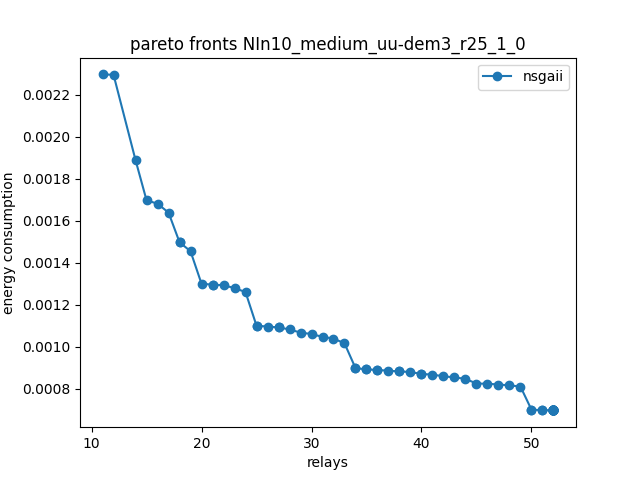 pareto fronts NIn10_medium_uu-dem3_r25_1_0
nsgaii
energy consumption
0.0022
0.0020
0.0018
0.0016
0.0014
0.0012
0.0010
0.0008
10 20 30 40 50
relays